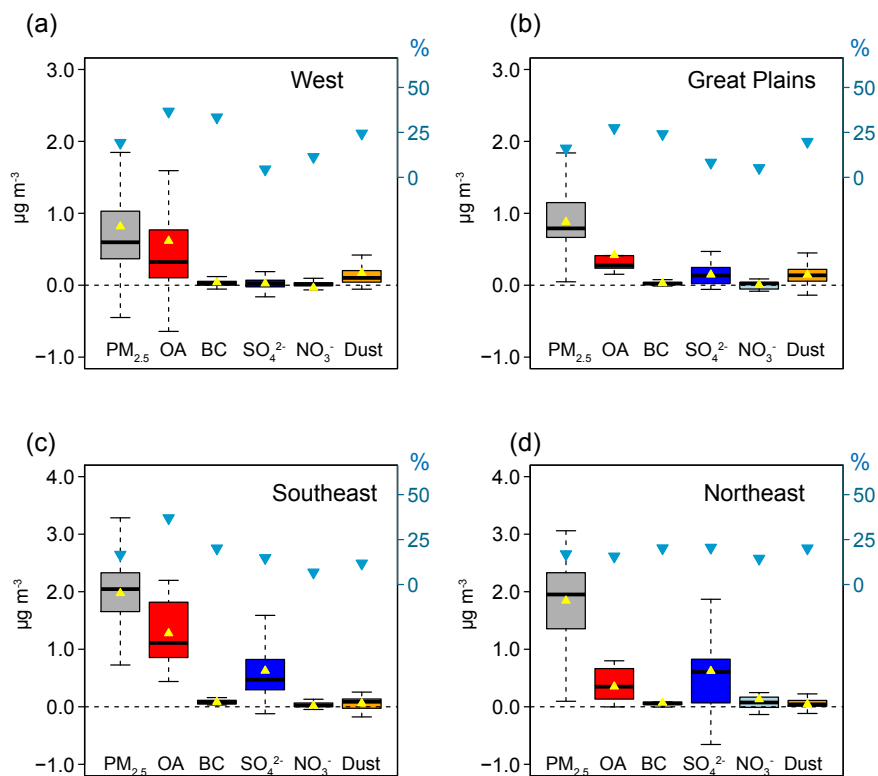 (a)
West
%
µg m⁻³
3.0
2.0
1.0
0.0
−1.0
50
25
0
PM₂.₅ OA BC SO₄²⁻ NO₃⁻ Dust
(b)
Great Plains
%
3.0
2.0
1.0
0.0
−1.0
50
25
0
PM₂.₅ OA BC SO₄²⁻ NO₃⁻ Dust
(c)
Southeast
%
µg m⁻³
4.0
3.0
2.0
1.0
0.0
−1.0
50
25
0
PM₂.₅ OA BC SO₄²⁻ NO₃⁻ Dust
(d)
Northeast
%
µg m⁻³
4.0
3.0
2.0
1.0
0.0
−1.0
50
25
0
PM₂.₅ OA BC SO₄²⁻ NO₃⁻ Dust